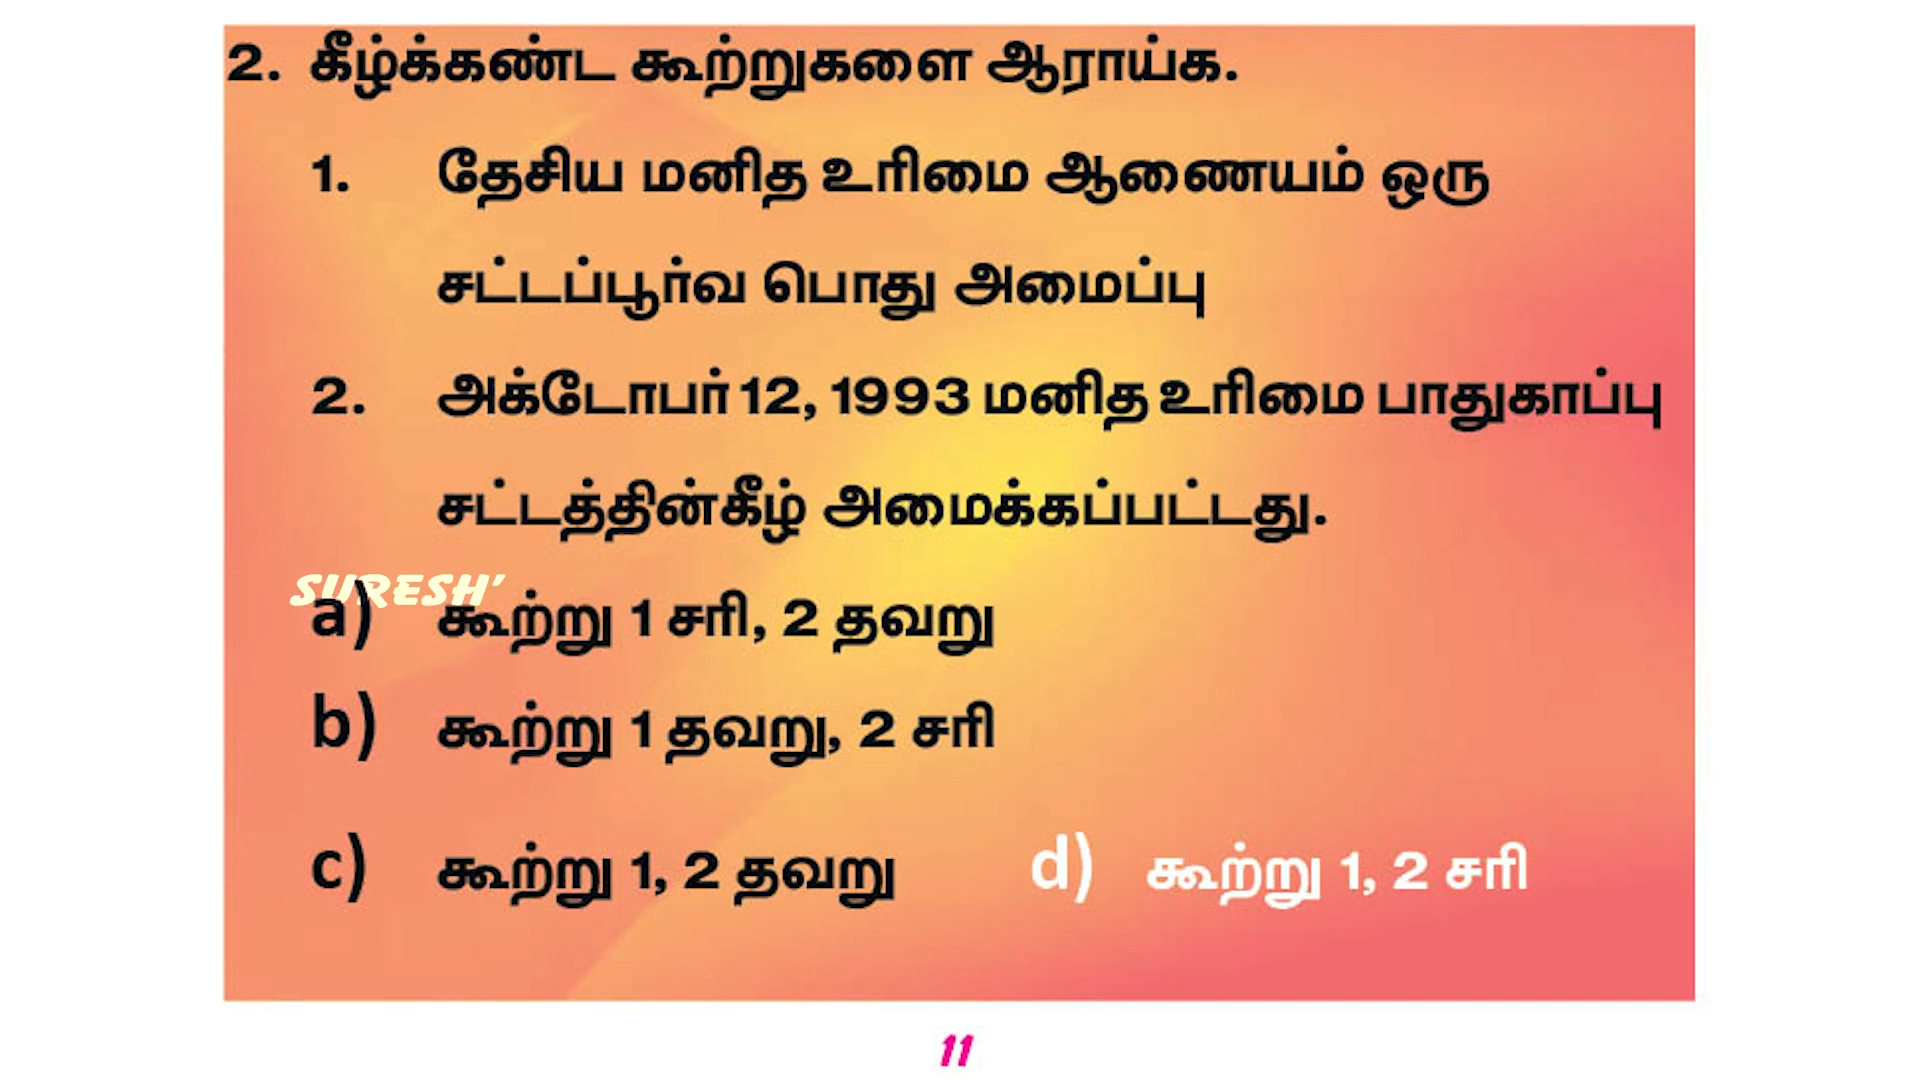 2. கீழ்க்கண்ட கூற்றுகளை ஆராய்க.
1. தேசிய மனித உரிமை ஆணையம் ஒரு
சட்டப்பூர்வ பொது அமைப்பு
2. அக்டோபர் 12, 1993 மனித உரிமை பாதுகாப்பு
சட்டத்தின்கீழ் அமைக்கப்பட்டது.
SURESH'
a) கூற்று 1 சரி, 2 தவறு
b) கூற்று 1 தவறு, 2 சரி
c) கூற்று 1, 2 தவறு d) கூற்று 1, 2 சரி
11